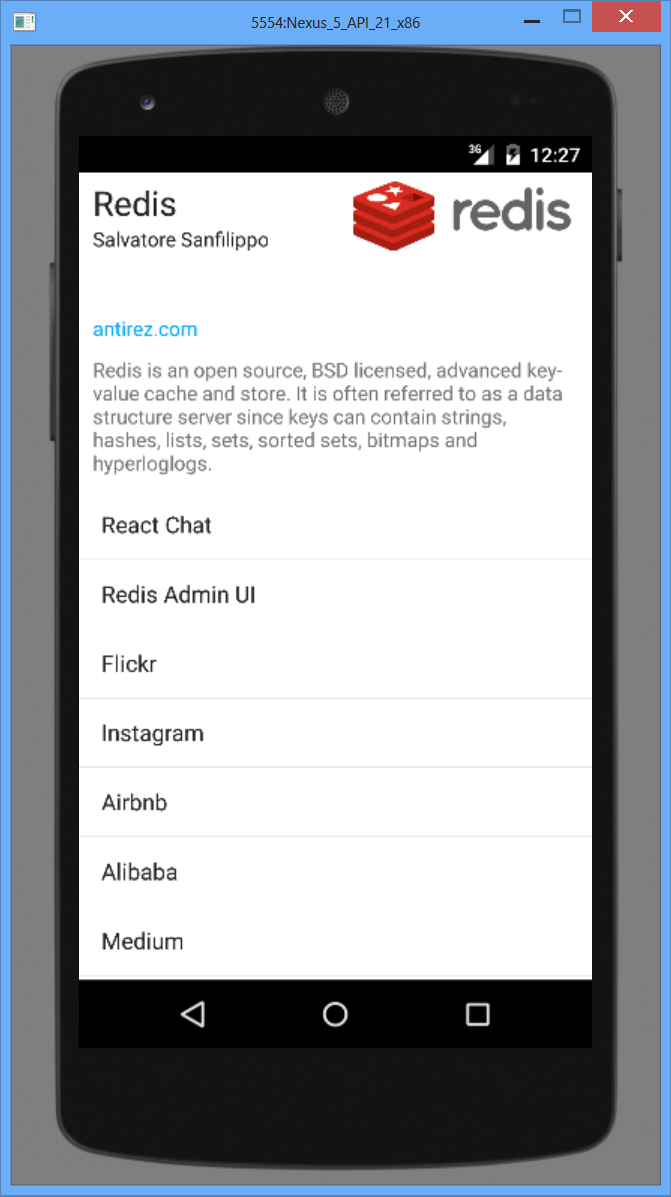 5554:Nexus_5_API_21_x86
3G 12:27
Redis
redis
Salvatore Sanfilippo
antirez.com
Redis is an open source, BSD licensed, advanced key-
value cache and store. It is often referred to as a data
structure server since keys can contain strings,
hashes, lists, sets, sorted sets, bitmaps and
hyperloglogs.
React Chat
Redis Admin UI
Flickr
Instagram
Airbnb
Alibaba
Medium